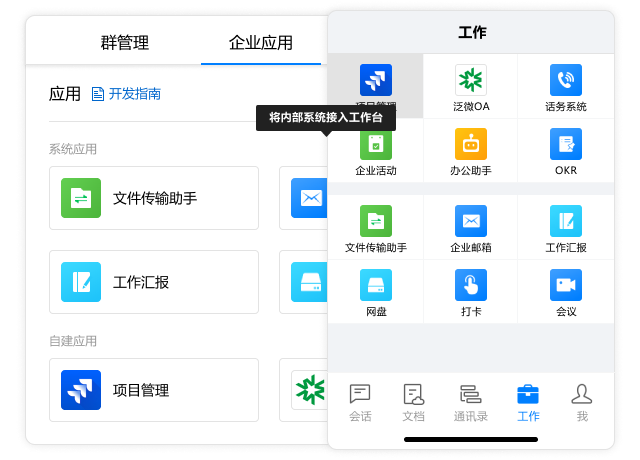 群管理
企业应用
应用
开发指南
系统应用
文件传输助手
工作汇报
自建应用
项目管理
将内部系统接入工作台
工作
项目管理
泛微OA
话务系统
企业活动
办公助手
OKR
文件传输助手
企业邮箱
工作汇报
网盘
打卡
会议
会话
文档
通讯录
工作
我